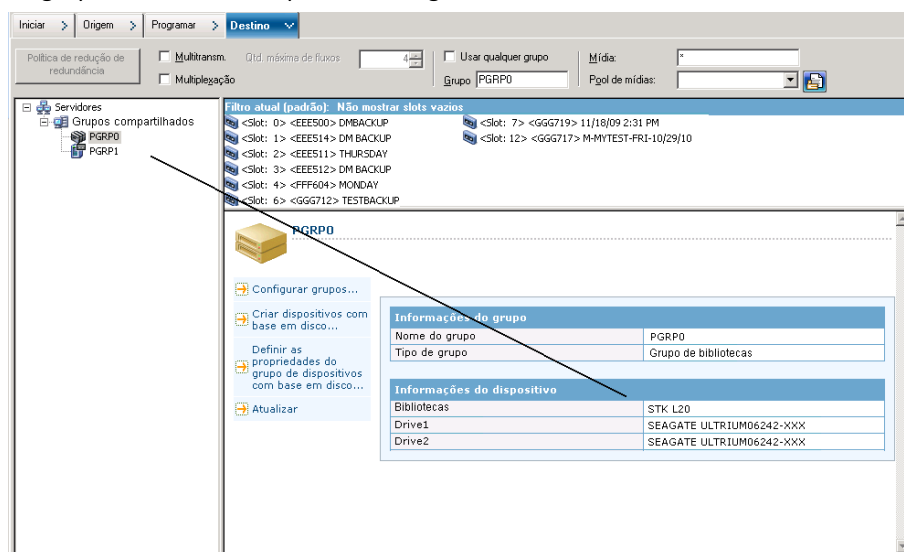 Iniciar > Origem > Programar > Destino
Política de redução de redundância
Multitransm.
Qtd. máxima de fluxos
4
Usar qualquer grupo
Mídia:
*
Multiplexação
Grupo PGRP0
Pool de mídias:
Servidores
Grupos compartilhados
PGRP0
PGRP1
Filtro atual (padrão): Não mostrar slots vazios
<Slot: 0> <EEE500> DMBACKUP
<Slot: 1> <EEE514> DM BACKUP
<Slot: 2> <EEE511> THURSDAY
<Slot: 3> <EEE512> DM BACKUP
<Slot: 4> <FFF604> MONDAY
<Slot: 6> <GGG712> TESTBACKUP
<Slot: 7> <GGG719> 11/18/09 2:31 PM
<Slot: 12> <GGG717> M-MYTEST-FRI-10/29/10
PGRP0
Configurar grupos...
Criar dispositivos com
base em disco...
Definir as
propriedades do
grupo de dispositivos
com base em disco...
Atualizar
Informações do grupo
Nome do grupo PGRP0
Tipo de grupo Grupo de bibliotecas
Informações do dispositivo
Bibliotecas STK L20
Drive1 SEAGATE ULTRIUM06242-XXX
Drive2 SEAGATE ULTRIUM06242-XXX